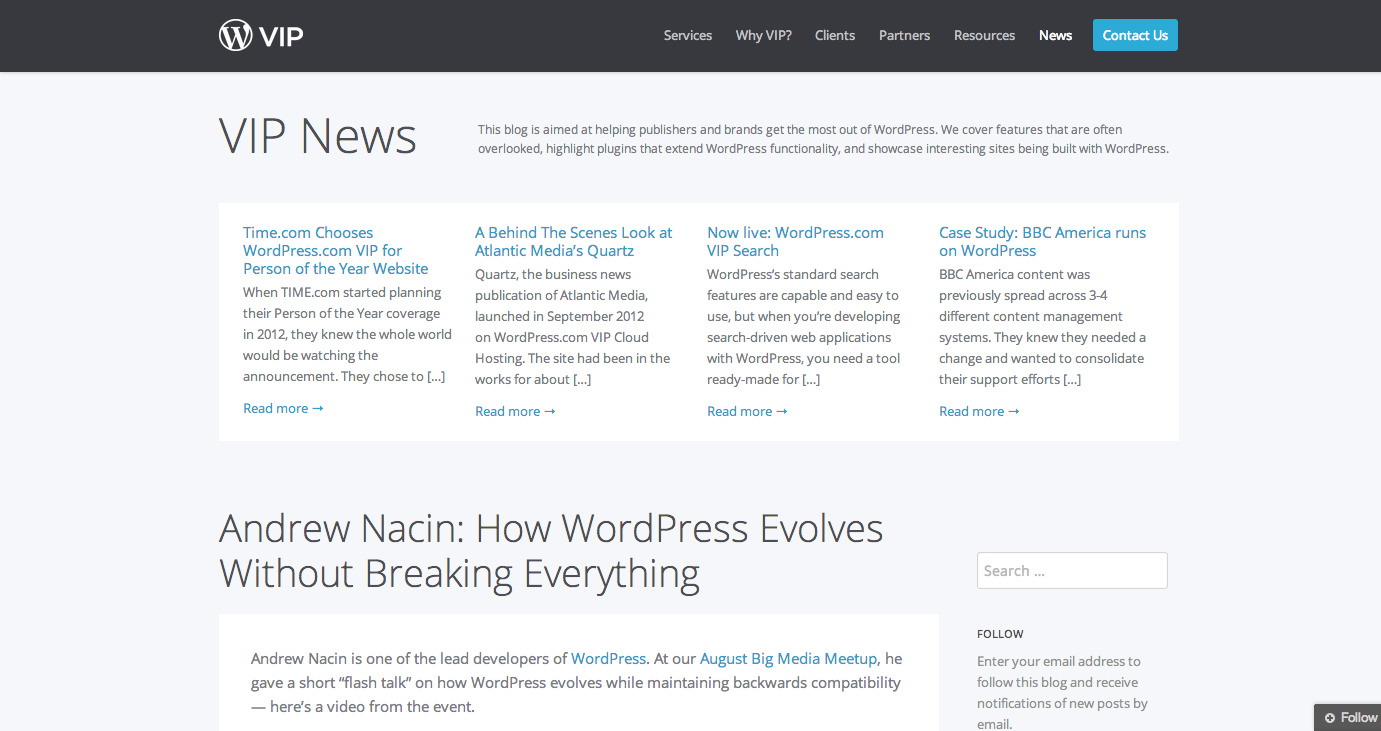 VIP
Services Why VIP? Clients Partners Resources News Contact Us
VIP News
This blog is aimed at helping publishers and brands get the most out of WordPress. We cover features that are often
overlooked, highlight plugins that extend WordPress functionality, and showcase interesting sites being built with WordPress.
Time.com Chooses
WordPress.com VIP for
Person of the Year Website
When TIME.com started planning
their Person of the Year coverage
in 2012, they knew the whole world
would be watching the
announcement. They chose to [...]
Read more →
A Behind The Scenes Look at
Atlantic Media’s Quartz
Quartz, the business news
publication of Atlantic Media,
launched in September 2012
on WordPress.com VIP Cloud
Hosting. The site had been in the
works for about [...]
Read more →
Now live: WordPress.com
VIP Search
WordPress’s standard search
features are capable and easy to
use, but when you’re developing
search-driven web applications
with WordPress, you need a tool
ready-made for [...]
Read more →
Case Study: BBC America runs
on WordPress
BBC America content was
previously spread across 3-4
different content management
systems. They knew they needed a
change and wanted to consolidate
their support efforts [...]
Read more →
Andrew Nacin: How WordPress Evolves
Without Breaking Everything
Andrew Nacin is one of the lead developers of WordPress. At our August Big Media Meetup, he
gave a short “flash talk” on how WordPress evolves while maintaining backwards compatibility
— here’s a video from the event.
Search ...
FOLLOW
Enter your email address to
follow this blog and receive
notifications of new posts by
email.
Follow